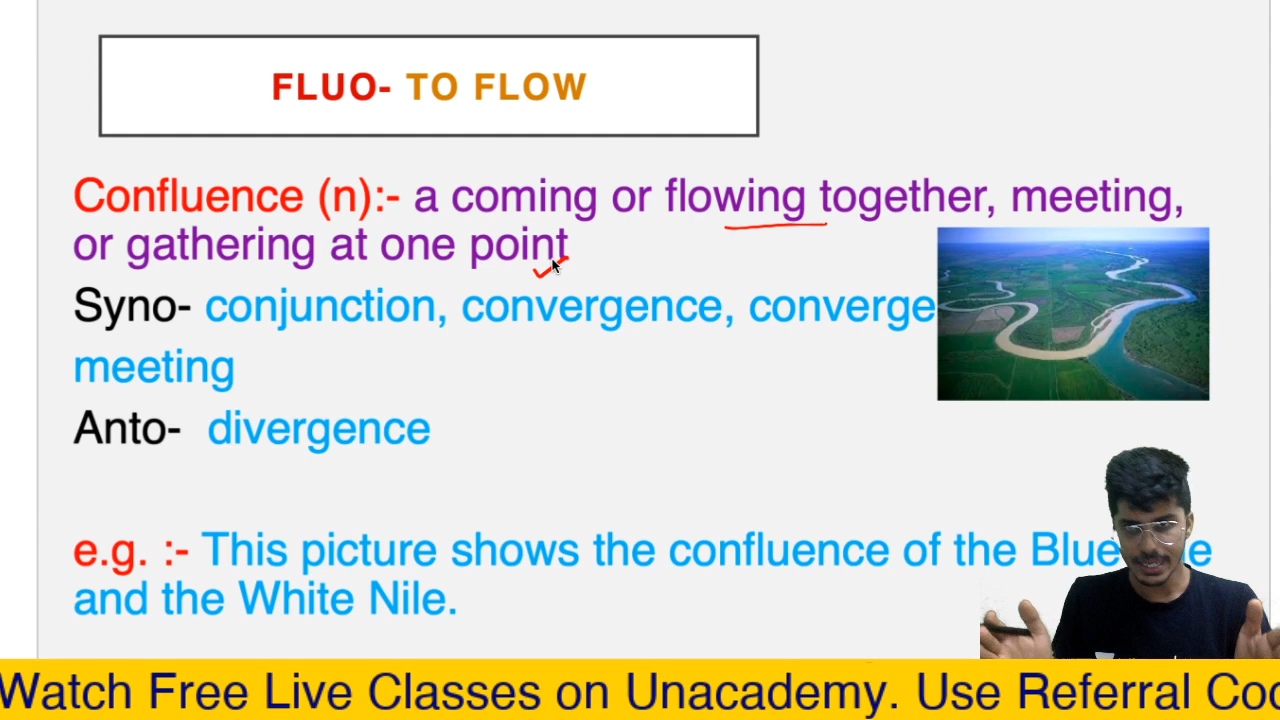 FLUO- TO FLOW
Confluence (n):- a coming or flowing together, meeting,
or gathering at one point
Syno- conjunction, convergence, converge
meeting
Anto- divergence
e.g. :- This picture shows the confluence of the Blue
and the White Nile.
Watch Free Live Classes on Unacademy. Use Referral